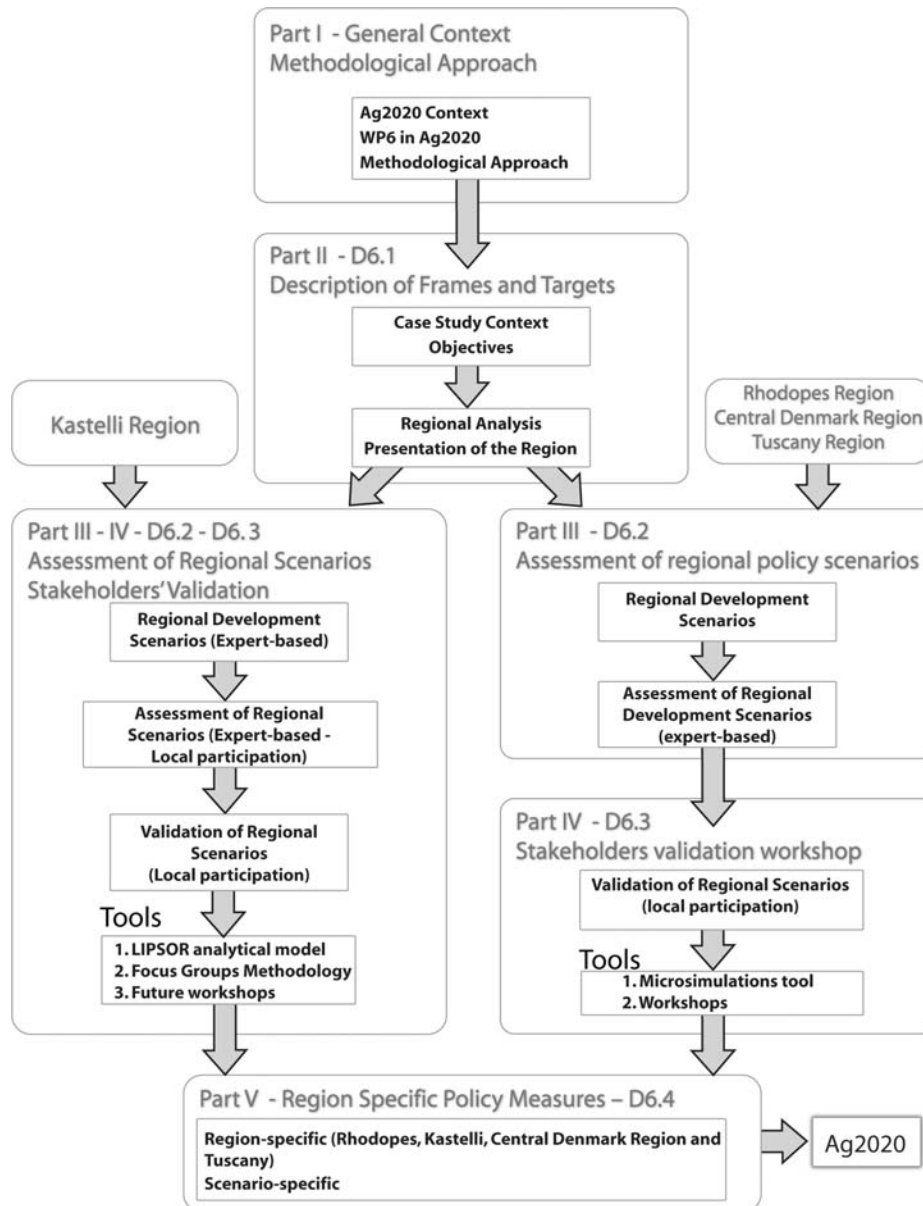 Part I - General Context
Methodological Approach
Ag2020 Context
WP6 in Ag2020
Methodological Approach
Part II - D6.1
Description of Frames and Targets
Case Study Context
Objectives
Regional Analysis
Presentation of the Region
Kastelli Region
Rhodopes Region
Central Denmark Region
Tuscany Region
Part III - IV - D6.2 - D6.3
Assessment of Regional Scenarios
Stakeholders' Validation
Regional Development
Scenarios (Expert-based)
Assessment of Regional
Scenarios (Expert-based -
Local participation)
Validation of Regional
Scenarios
(Local participation)
Tools
1. LIPSOR analytical model
2. Focus Groups Methodology
3. Future workshops
Part III - D6.2
Assessment of regional policy scenarios
Regional Development
Scenarios
Assessment of Regional
Development Scenarios
(expert-based)
Part IV - D6.3
Stakeholders validation workshop
Validation of Regional Scenarios
(local participation)
Tools
1. Microsimulations tool
2. Workshops
Part V - Region Specific Policy Measures – D6.4
Region-specific (Rhodopes, Kastelli, Central Denmark Region and
Tuscany)
Scenario-specific
Ag2020